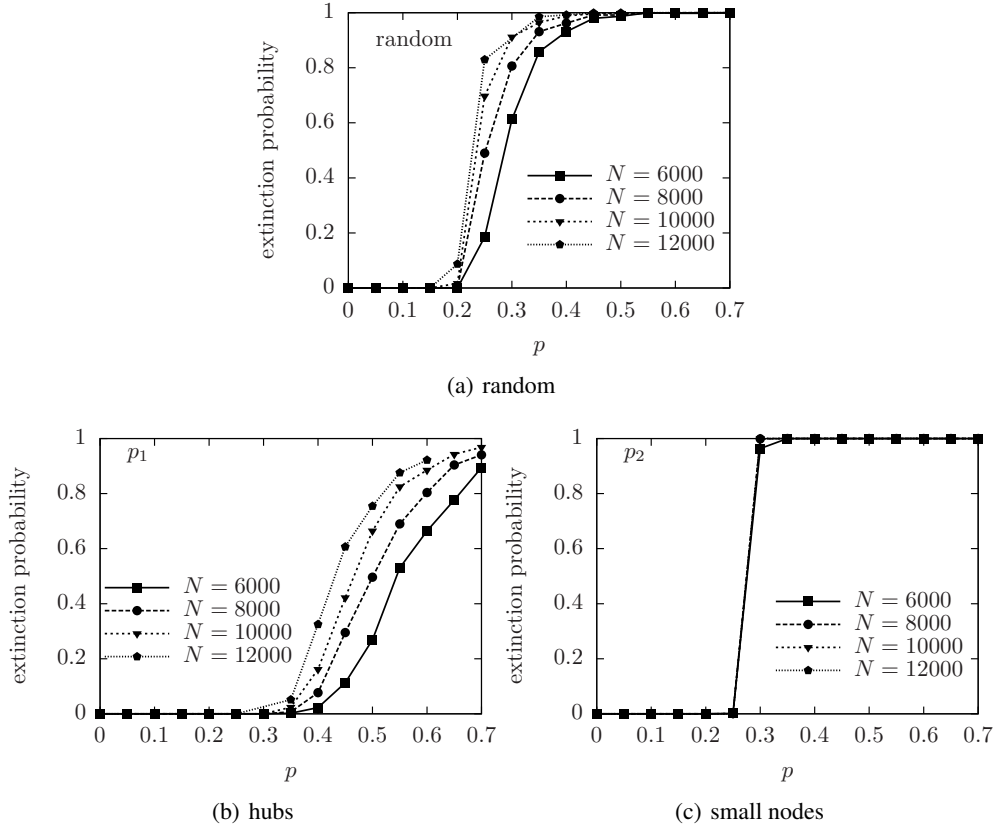 extinction probability
1
0.8
0.6
0.4
0.2
0
random
N = 6000
N = 8000
N = 10000
N = 12000
0 0.1 0.2 0.3 0.4 0.5 0.6 0.7
p
(a) random
extinction probability
1
0.8
0.6
0.4
0.2
0
p₁
N = 6000
N = 8000
N = 10000
N = 12000
0 0.1 0.2 0.3 0.4 0.5 0.6 0.7
p
(b) hubs
extinction probability
1
0.8
0.6
0.4
0.2
0
p₂
N = 6000
N = 8000
N = 10000
N = 12000
0 0.1 0.2 0.3 0.4 0.5 0.6 0.7
p
(c) small nodes